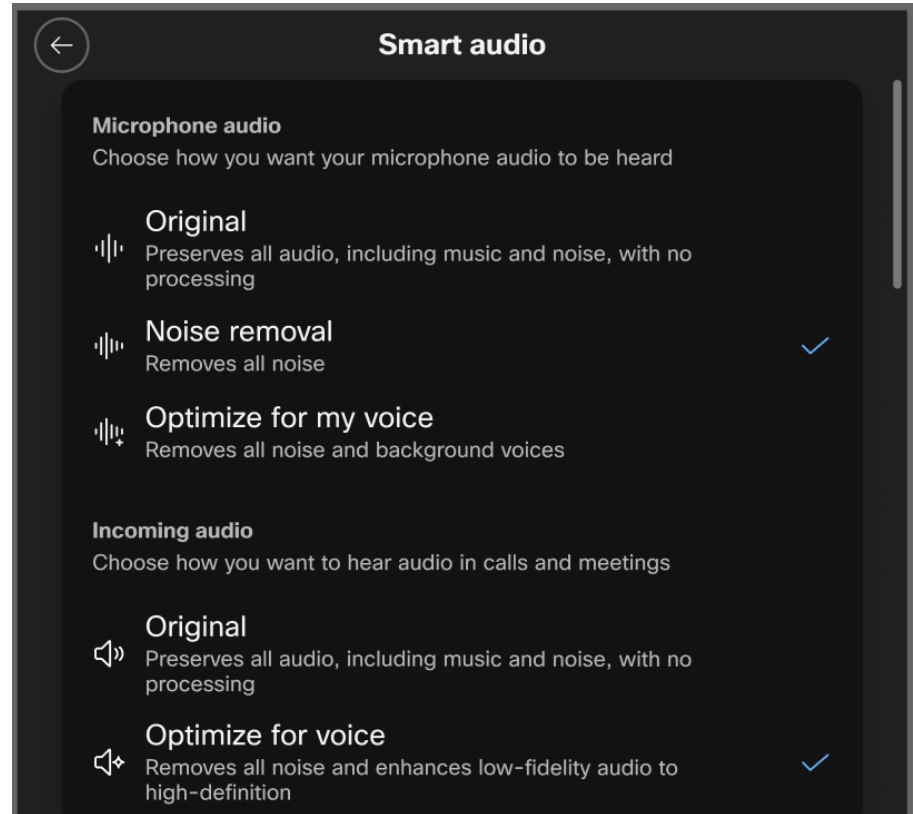 Smart audio
Microphone audio
Choose how you want your microphone audio to be heard
Original
Preserves all audio, including music and noise, with no
processing
Noise removal
Removes all noise
Optimize for my voice
Removes all noise and background voices
Incoming audio
Choose how you want to hear audio in calls and meetings
Original
Preserves all audio, including music and noise, with no
processing
Optimize for voice
Removes all noise and enhances low-fidelity audio to
high-definition